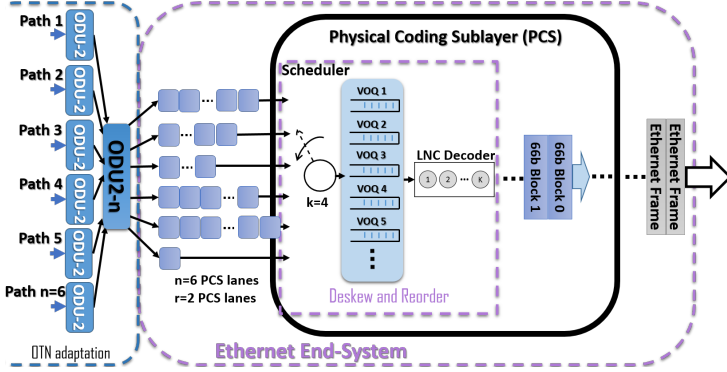 Path 1
ODU-2
Path 2
ODU-2
Path 3
ODU-2
Path 4
ODU-2
Path 5
ODU-2
Path n=6
ODU-2
OTN adaptation
ODU2-n
n=6 PCS lanes
r=2 PCS lanes
Ethernet End-System
Physical Coding Sublayer (PCS)
Scheduler
k=4
VOQ 1
VOQ 2
VOQ 3
VOQ 4
VOQ 5
LNC Decoder
1 2 ... K
Deskew and Reorder
66b Block 0
66b Block 1
Ethernet Frame
Ethernet Frame